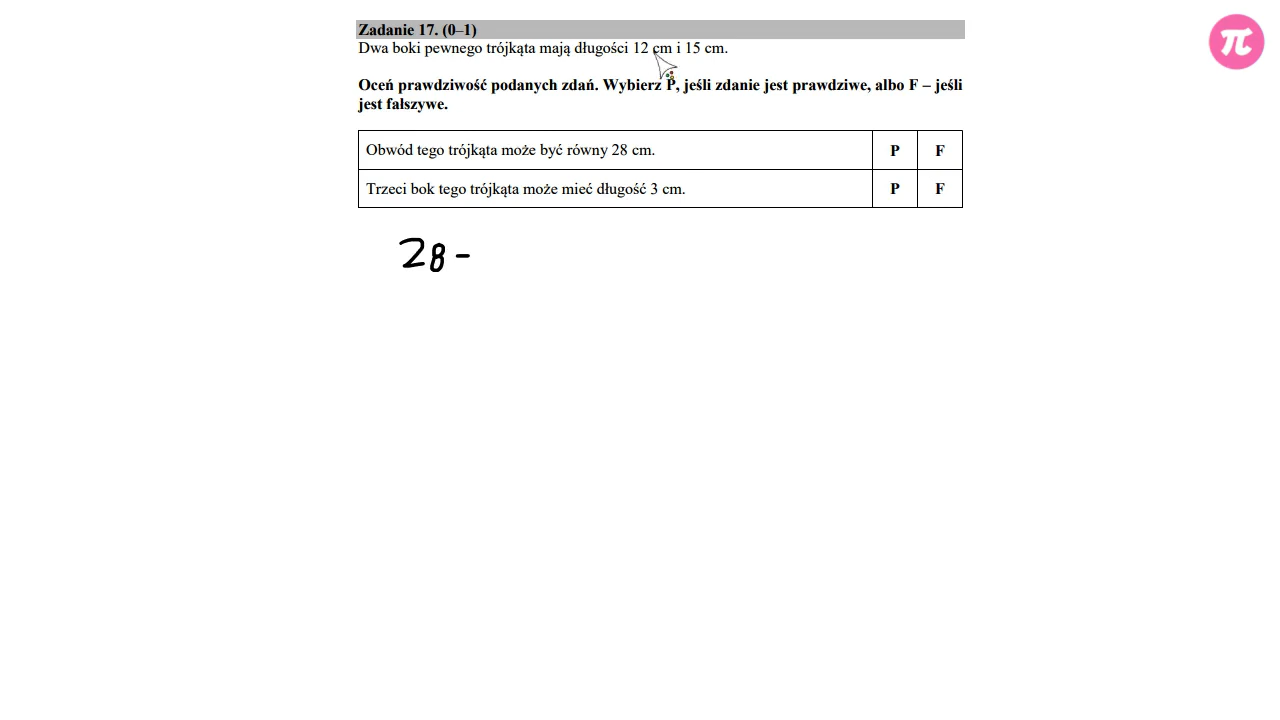 Zadanie 17. (0–1)
Dwa boki pewnego trójkąta mają długości 12 cm i 15 cm.
Oceń prawdziwość podanych zdań. Wybierz P, jeśli zdanie jest prawdziwe, albo F – jeśli
jest fałszywe.
Obwód tego trójkąta może być równy 28 cm. P F
Trzeci bok tego trójkąta może mieć długość 3 cm. P F
28 -
π